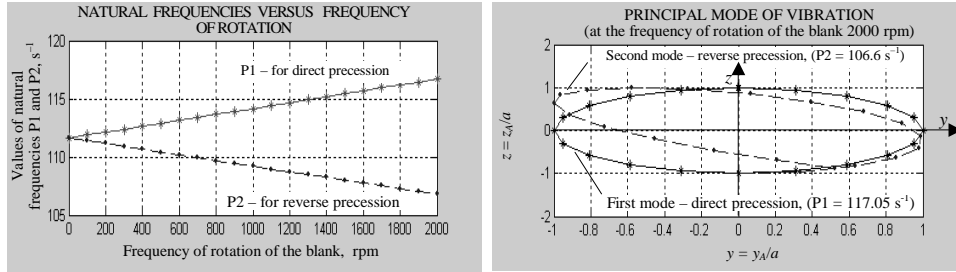 NATURAL FREQUENCIES VERSUS FREQUENCY
OF ROTATION
Values of natural
frequencies P1 and P2, s⁻¹
120
115
110
105
P1 – for direct precession
P2 – for reverse precession
0 200 400 600 800 1000 1200 1400 1600 1800 2000
Frequency of rotation of the blank, rpm
PRINCIPAL MODE OF VIBRATION
(at the frequency of rotation of the blank 2000 rpm)
z = z_A/a
2
1
0
-1
-2
Second mode – reverse precession, (P2 = 106.6 s⁻¹)
z
y
First mode – direct precession, (P1 = 117.05 s⁻¹)
-1 -0.8 -0.6 -0.4 -0.2 0 0.2 0.4 0.6 0.8 1
y = y_A/a